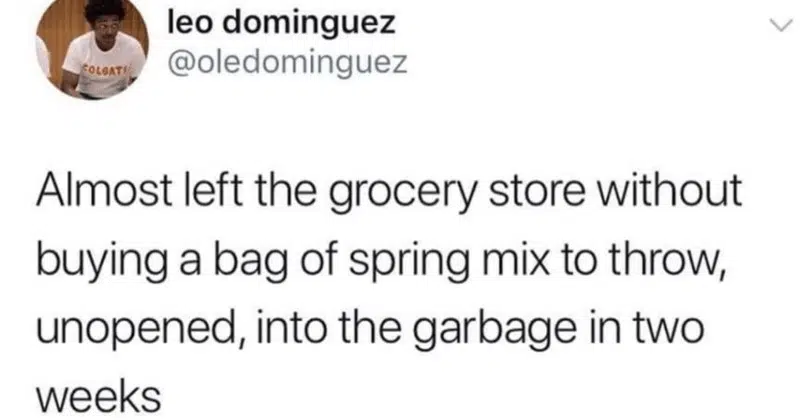 leo dominguez
@oledominguez
COLGATE
Almost left the grocery store without
buying a bag of spring mix to throw,
unopened, into the garbage in two
weeks